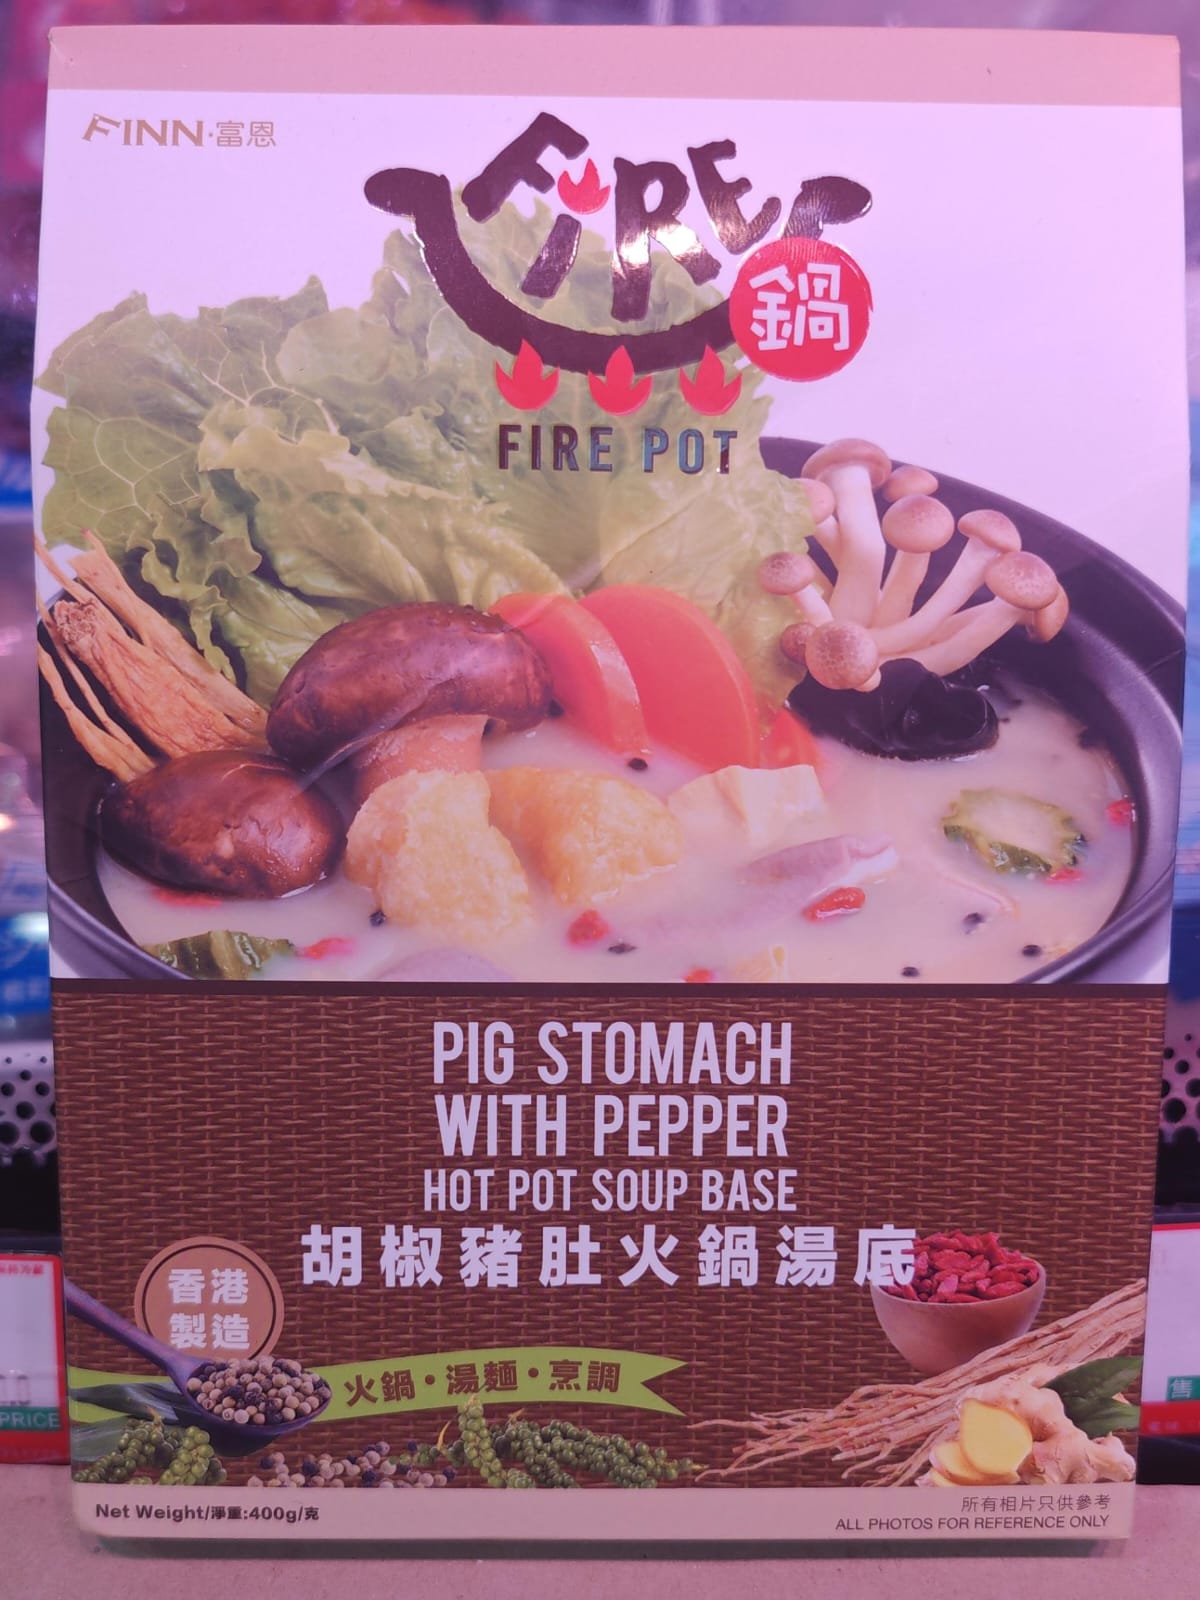 FINN·富恩
FIRE
鍋
FIRE POT
PIG STOMACH
WITH PEPPER
HOT POT SOUP BASE
胡椒豬肚火鍋湯底
香港
製造
火鍋·湯麵·烹調
Net Weight/淨重:400g/克
所有相片只供參考
ALL PHOTOS FOR REFERENCE ONLY
PRICE
售